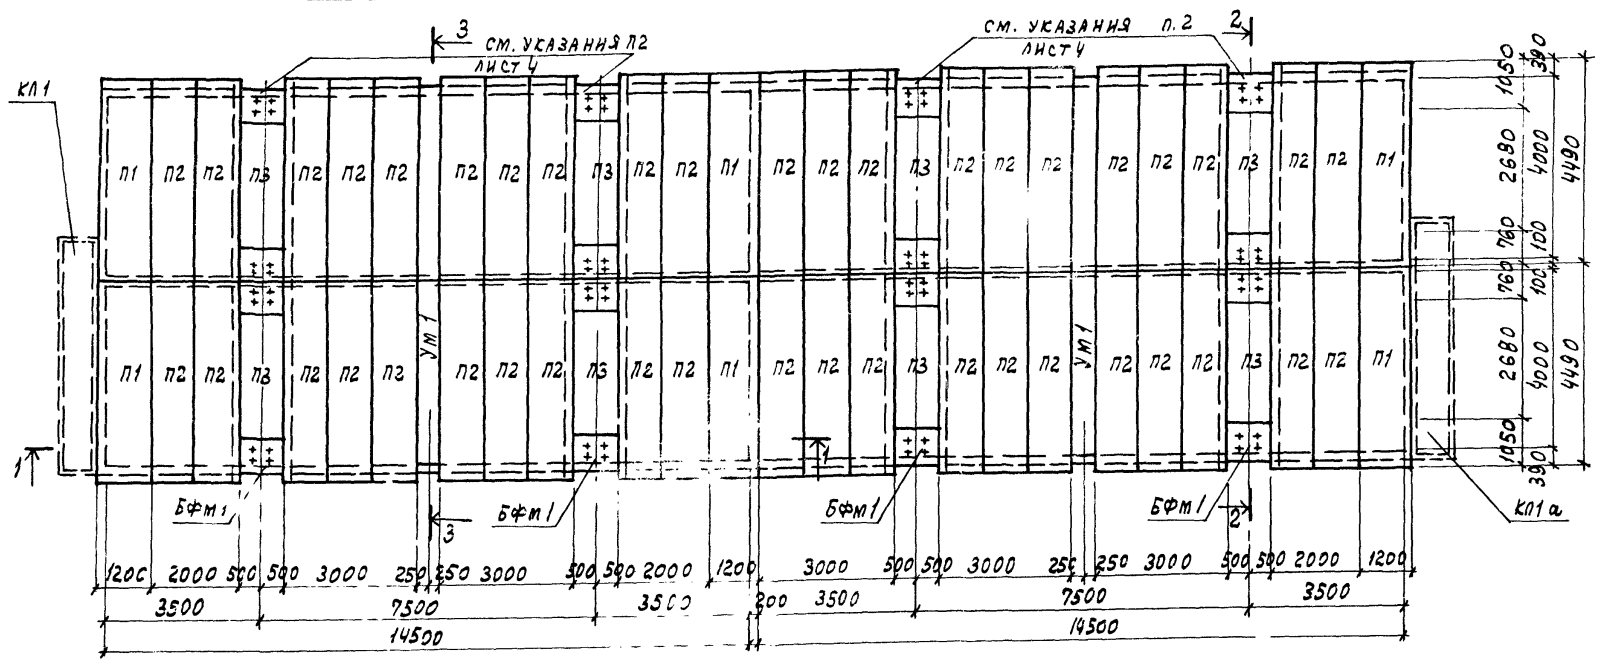 3
СМ. УКАЗАНИЯ П2
ЛИСТ 4
СМ. УКАЗАНИЯ П.2
ЛИСТ 4
2
КЛ1
П1 П2 П2 П3 П2 П2 П2 П2 П2 П2 П3 П2 П2 П1 П2 П2 П2 П3 П2 П2 П2 П2 П2 П2 П3 П2 П2 П1
УМ1 УМ1
П1 П2 П2 П3 П2 П2 П3 П2 П2 П2 П3 П2 П2 П1 П2 П2 П2 П3 П2 П2 П2 П2 П2 П2 П3 П2 П2 П1
1050 2680 760 760 2680 1050
390 4000 100 100 4000 390
4490 4490
1 1
БФМ1 3 БФМ1 БФМ1 БФМ1 2 КЛ1а
1200 2000 500 500 3000 250 250 3000 500 500 2000 1200 3000 500 500 3000 250 250 3000 500 500 2000 1200
3500 7500 3500 200 3500 7500 3500
14500 14500